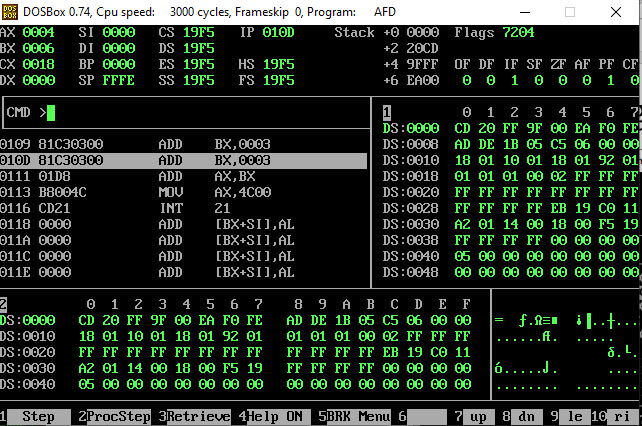 DOSBox 0.74, Cpu speed: 3000 cycles, Frameskip 0, Program: AFD
AX 0004 SI 0000 CS 19F5 IP 010D Stack +0 0000 Flags 7204
BX 0006 DI 0000 DS 19F5 +2 20CD
CX 0018 BP 0000 ES 19F5 HS 19F5 +4 9FFF OF DF IF SF ZF AF PF CF
DX 0000 SP FFFE SS 19F5 FS 19F5 +6 EA00 0 0 1 0 0 0 1 0
CMD >
1 0 1 2 3 4 5 6 7
DS:0000 CD 20 FF 9F 00 EA F0 FE
DS:0008 AD DE 1B 05 C5 06 00 00
DS:0010 18 01 10 01 18 01 92 01
DS:0018 01 01 01 00 02 FF FF FF
DS:0020 FF FF FF FF FF FF FF FF
DS:0028 FF FF FF FF EB 19 C0 11
DS:0030 A2 01 14 00 18 00 F5 19
DS:0038 FF FF FF FF 00 00 00 00
DS:0040 05 00 00 00 00 00 00 00
DS:0048 00 00 00 00 00 00 00 00
0109 81C30300 ADD BX,0003
010D 81C30300 ADD BX,0003
0111 01D8 ADD AX,BX
0113 B8004C MOV AX,4C00
0116 CD21 INT 21
0118 0000 ADD [BX+SI],AL
011A 0000 ADD [BX+SI],AL
011C 0000 ADD [BX+SI],AL
011E 0000 ADD [BX+SI],AL
2 0 1 2 3 4 5 6 7 8 9 A B C D E F
DS:0000 CD 20 FF 9F 00 EA F0 FE AD DE 1B 05 C5 06 00 00
DS:0010 18 01 10 01 18 01 92 01 01 01 01 00 02 FF FF FF
DS:0020 FF FF FF FF FF FF FF FF FF FF FF FF EB 19 C0 11
DS:0030 A2 01 14 00 18 00 F5 19 FF FF FF FF 00 00 00 00
DS:0040 05 00 00 00 00 00 00 00 00 00 00 00 00 00 00 00
1 Step 2 ProcStep 3 Retrieve 4 Help ON 5 BRK Menu 6 7 up 8 dn 9 le 10 ri